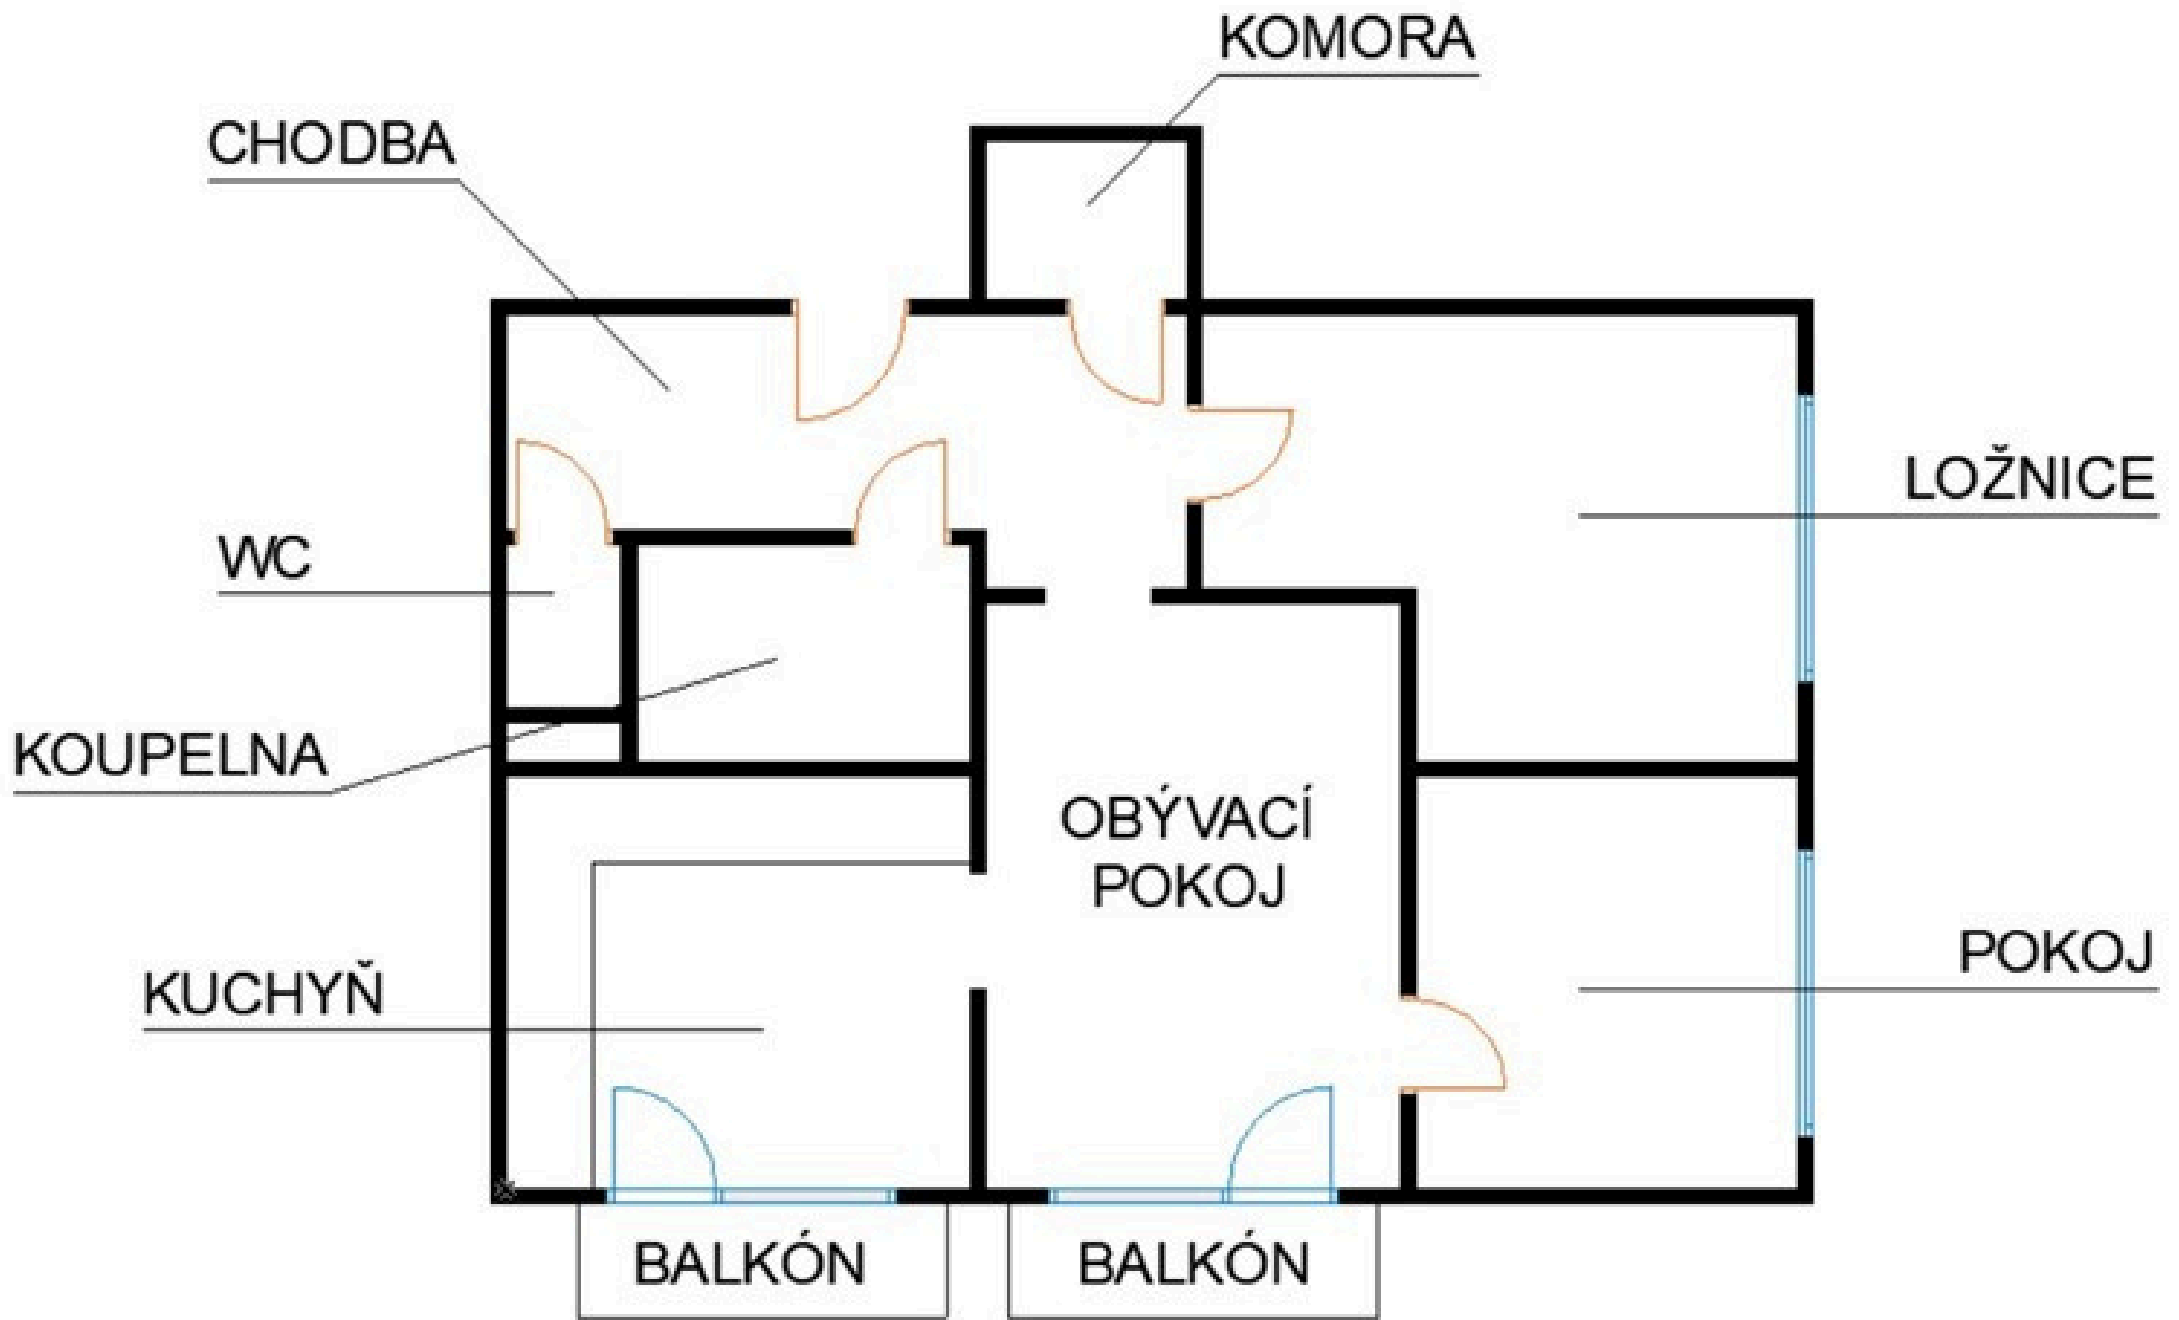 KOMORA
CHODBA
LOŽNICE
WC
KOUPELNA
OBÝVACÍ
POKOJ
POKOJ
KUCHYŇ
BALKÓN
BALKÓN